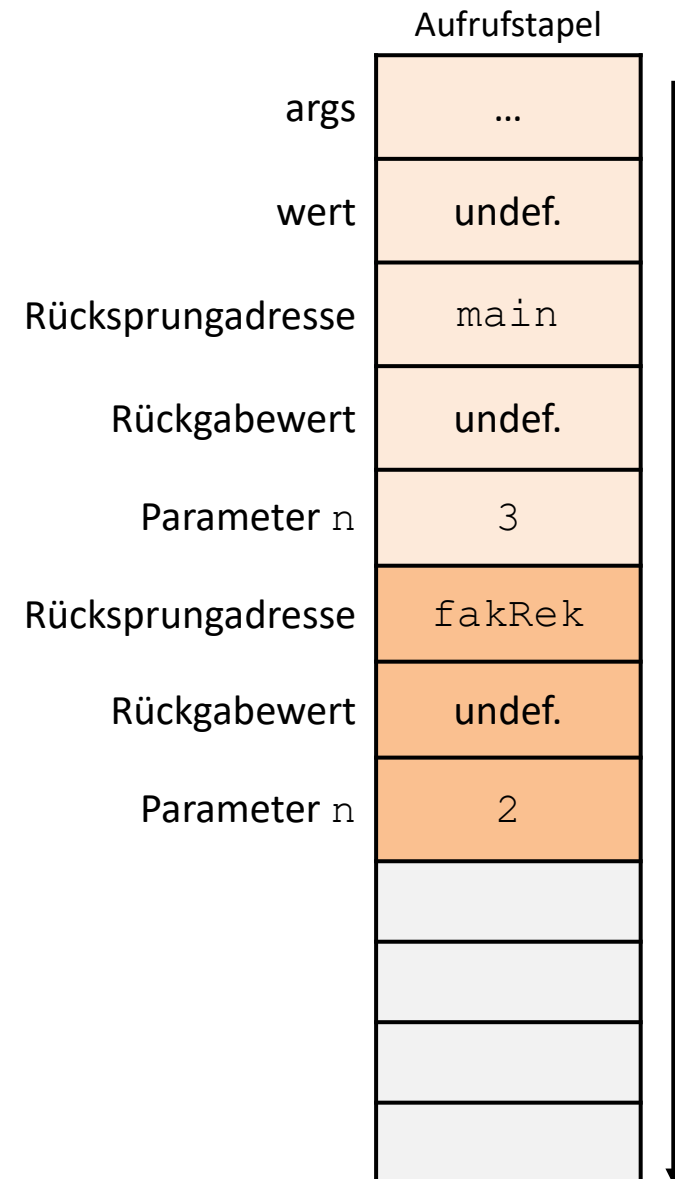 Aufrufstapel
args …
wert undef.
Rücksprungadresse main
Rückgabewert undef.
Parameter n 3
Rücksprungadresse fakRek
Rückgabewert undef.
Parameter n 2